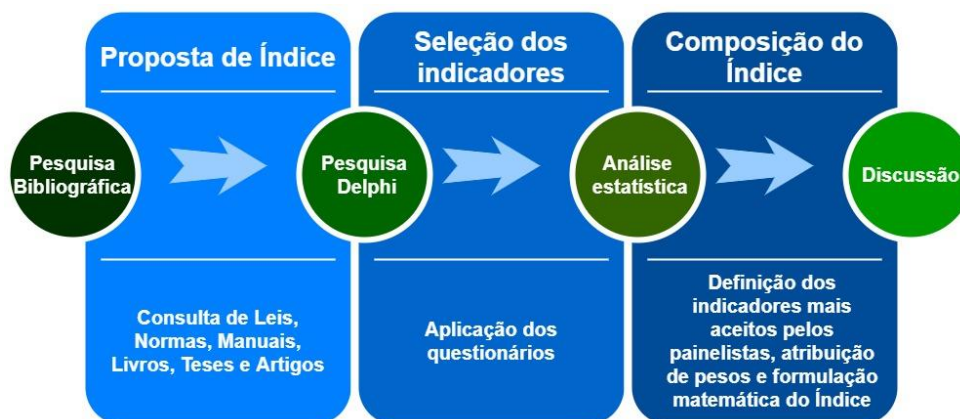 Proposta de Índice
Seleção dos
indicadores
Composição do
Índice
Pesquisa
Bibliográfica
Pesquisa
Delphi
Análise
estatística
Discussão
Consulta de Leis,
Normas, Manuais,
Livros, Teses e Artigos
Aplicação dos
questionários
Definição dos
indicadores mais
aceitos pelos
painelistas, atribuição
de pesos e formulação
matemática do Índice